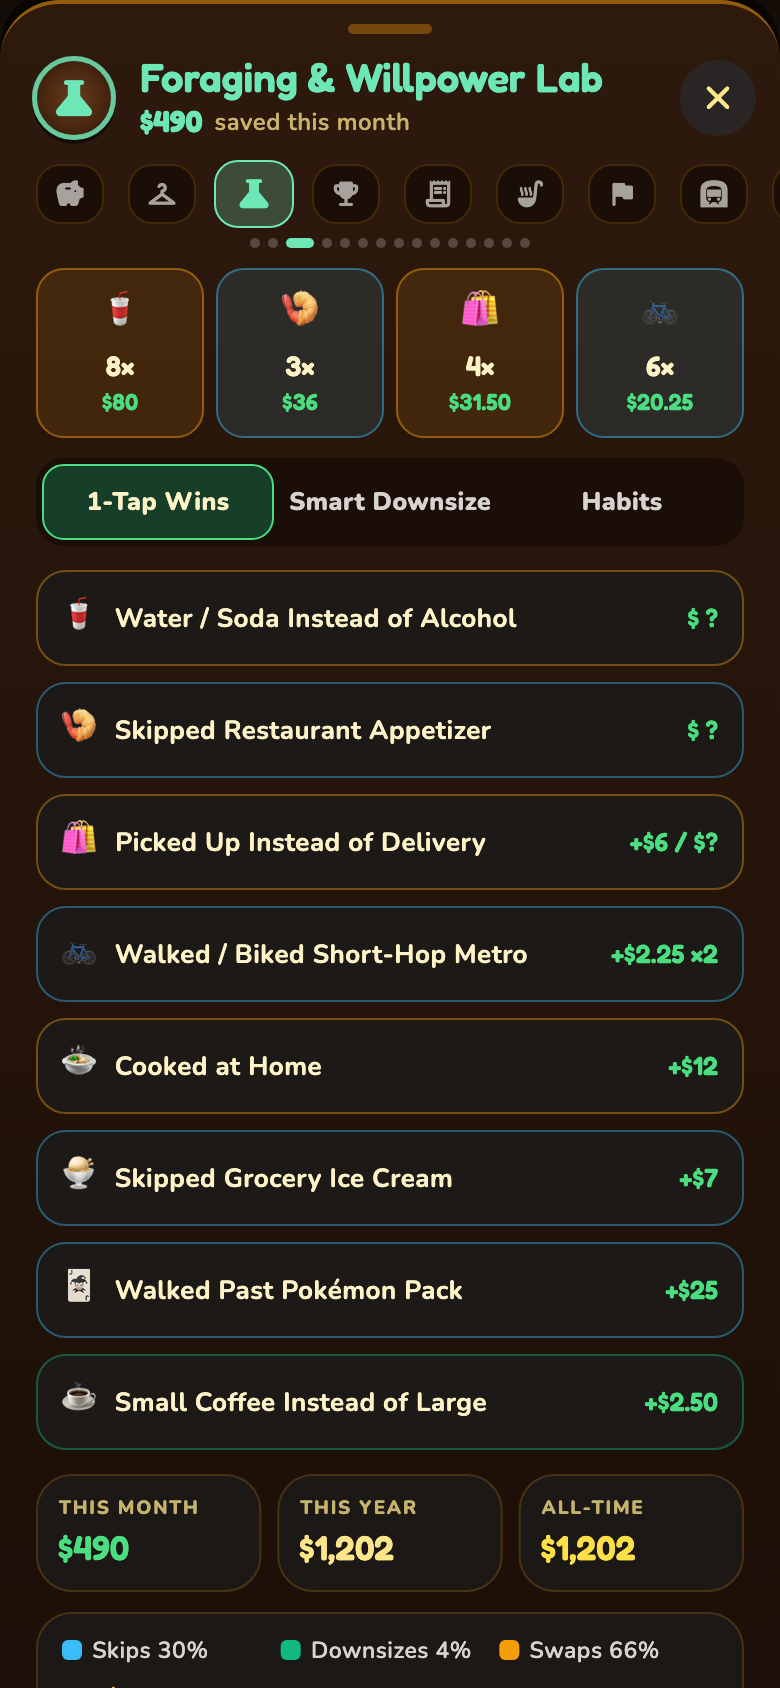 Foraging & Willpower Lab
$490 saved this month
8x
$80
3x
$36
4x
$31.50
6x
$20.25
1-Tap Wins
Smart Downsize
Habits
Water / Soda Instead of Alcohol $ ?
Skipped Restaurant Appetizer $ ?
Picked Up Instead of Delivery +$6 / $?
Walked / Biked Short-Hop Metro +$2.25 ×2
Cooked at Home +$12
Skipped Grocery Ice Cream +$7
Walked Past Pokémon Pack +$25
Small Coffee Instead of Large +$2.50
THIS MONTH
$490
THIS YEAR
$1,202
ALL-TIME
$1,202
Skips 30% Downsizes 4% Swaps 66%